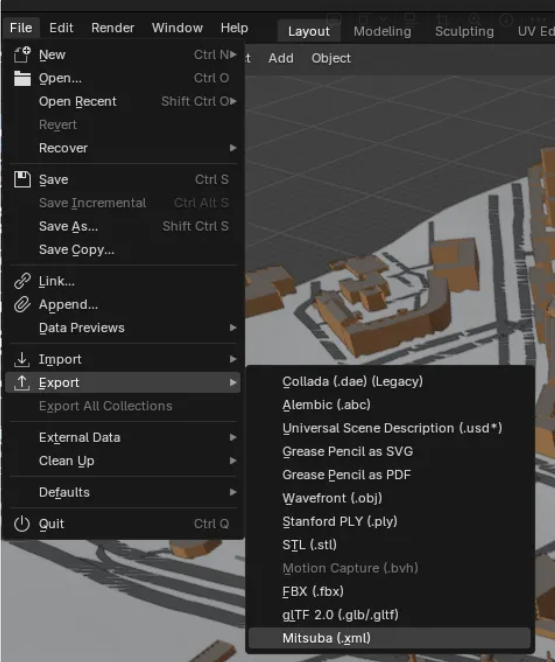 File Edit Render Window Help Layout Modeling Sculpting UV Ed
New Ctrl N
Add Object
Open... Ctrl O
Open Recent Shift Ctrl O
Revert
Recover
Save Ctrl S
Save Incremental Ctrl Alt S
Save As... Shift Ctrl S
Save Copy...
Link...
Append...
Data Previews
Import
Export
Export All Collections
External Data
Clean Up
Defaults
Quit Ctrl Q
Collada (.dae) (Legacy)
Alembic (.abc)
Universal Scene Description (.usd*)
Grease Pencil as SVG
Grease Pencil as PDF
Wavefront (.obj)
Stanford PLY (.ply)
STL (.stl)
Motion Capture (.bvh)
FBX (.fbx)
glTF 2.0 (.glb/.gltf)
Mitsuba (.xml)